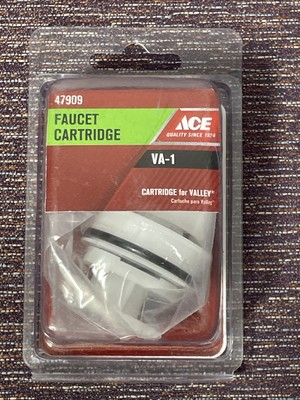 47909
FAUCET
CARTRIDGE
ACE
QUALITY SINCE 1924
VA-1
CARTRIDGE for VALLEY®
Cartucho para Valley®